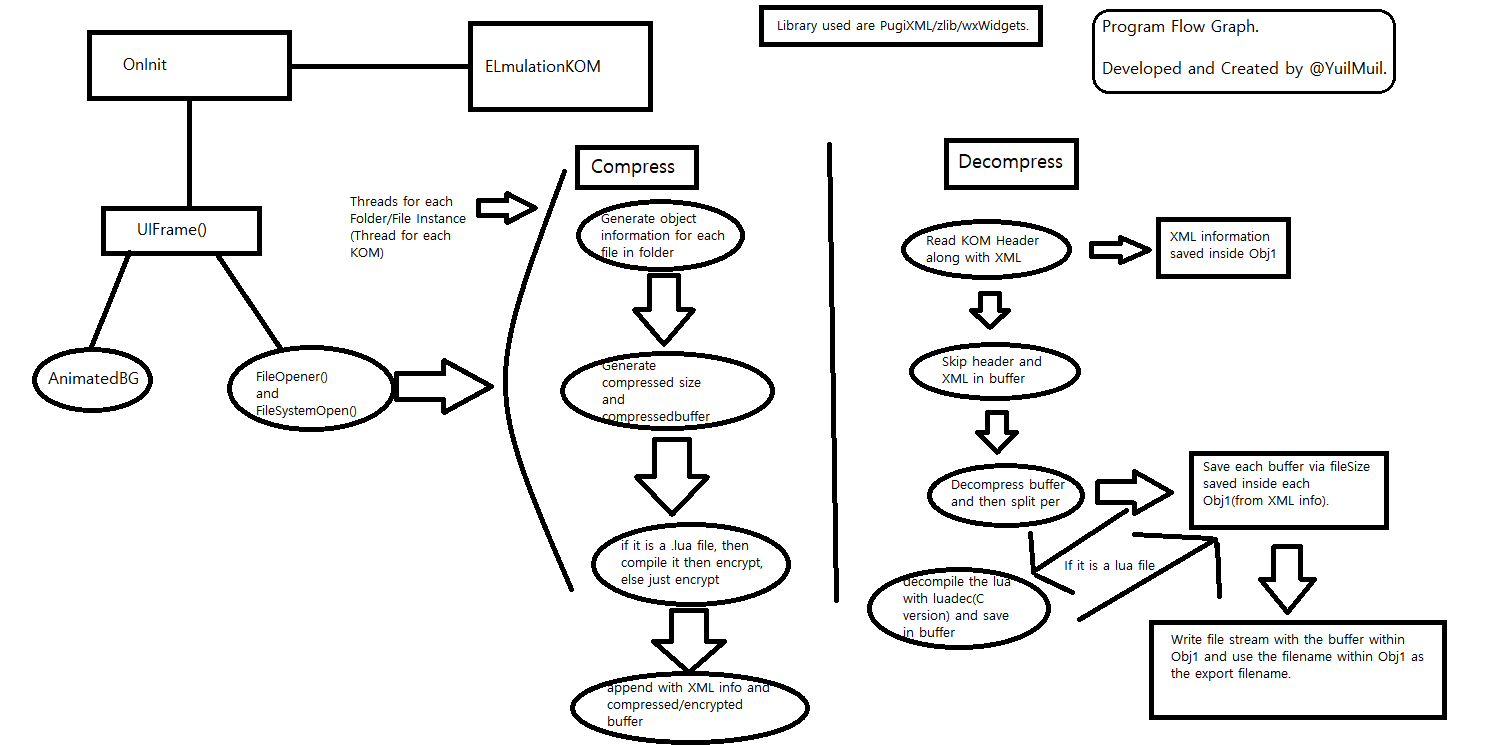 OnInit
ELmulationKOM
Library used are PugiXML/zlib/wxWidgets.
Program Flow Graph.
Developed and Created by @YuilMuil.
UIFrame()
AnimatedBG
FileOpener()
and
FileSystemOpen()
Threads for each
Folder/File Instance
(Thread for each
KOM)
Compress
Generate object
information for each
file in folder
Generate
compressed size
and
compressedbuffer
if it is a .lua file, then
compile it then encrypt,
else just encrypt
append with XML info and
compressed/encrypted
buffer
Decompress
Read KOM Header
along with XML
XML information
saved inside Obj1
Skip header and
XML in buffer
Decompress buffer
and then split per
Save each buffer via fileSize
saved inside each
Obj1(from XML info).
If it is a lua file
decompile the lua
with luadec(C
version) and save
in buffer
Write file stream with the buffer within
Obj1 and use the filename within Obj1 as
the export filename.